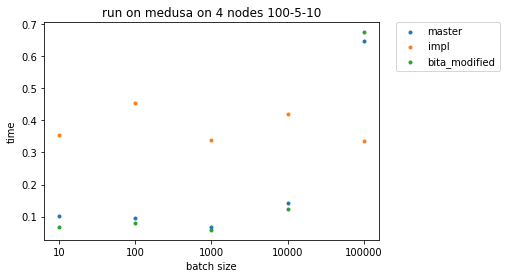 run on medusa on 4 nodes 100-5-10
master
impl
bita_modified
0.7
0.6
0.5
0.4
0.3
0.2
0.1
time
10 100 1000 10000 100000
batch size